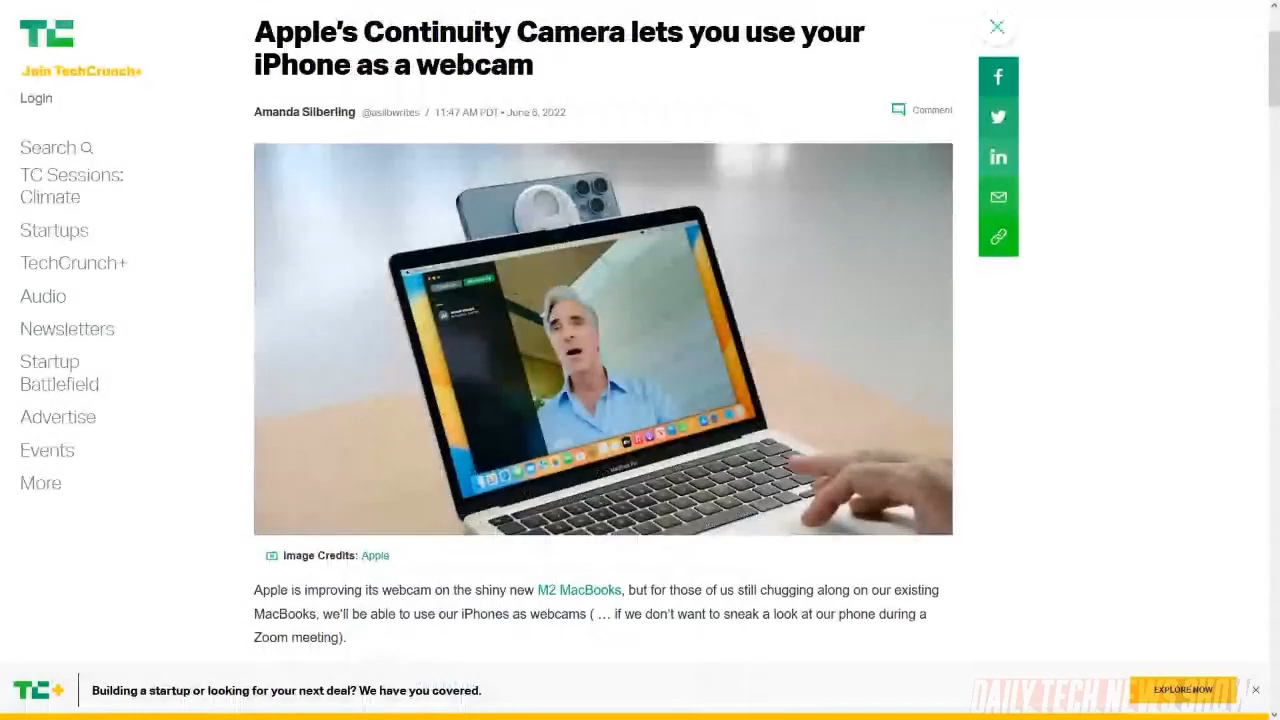 TC
Join TechCrunch+
Login
Search
TC Sessions:
Climate
Startups
TechCrunch+
Audio
Newsletters
Startup
Battlefield
Advertise
Events
More
Apple's Continuity Camera lets you use your
iPhone as a webcam
Amanda Silberling @asilbwrites / 11:47 AM PDT • June 6, 2022
Comment
Image Credits: Apple
Apple is improving its webcam on the shiny new M2 MacBooks, but for those of us still chugging along on our existing
MacBooks, we'll be able to use our iPhones as webcams ( … if we don't want to sneak a look at our phone during a
Zoom meeting).
TC+
Building a startup or looking for your next deal? We have you covered.
EXPLORE NOW
DAILY TECH NEWS SHOW